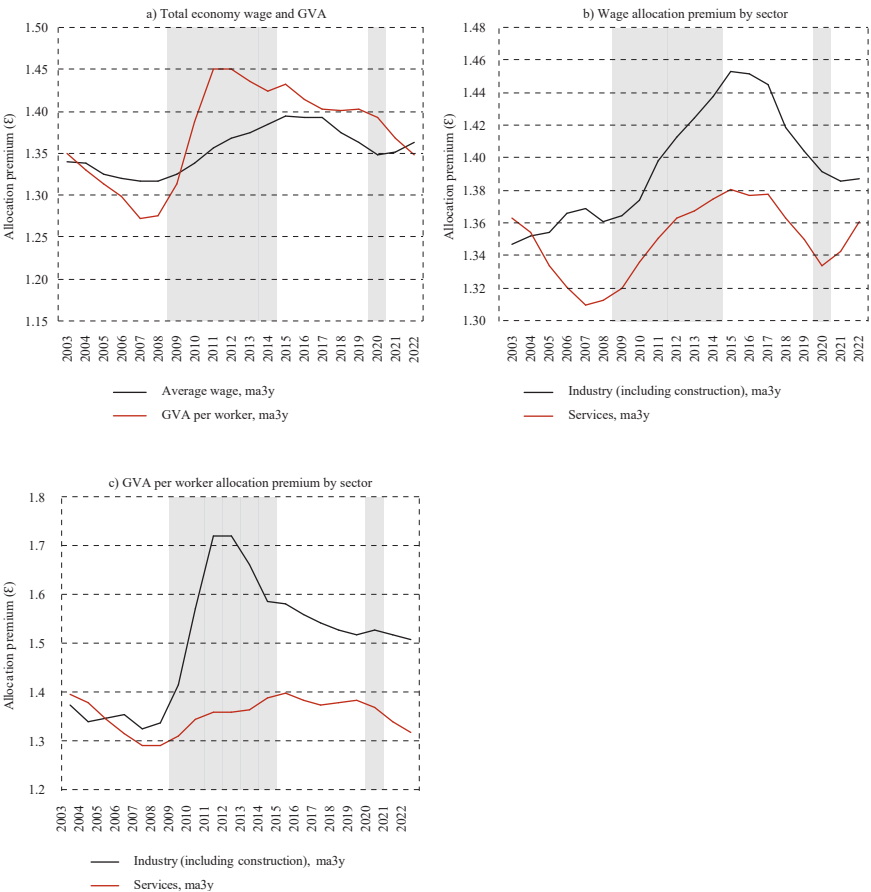 a) Total economy wage and GVA
Allocation premium (Ɛ)
1.50
1.45
1.40
1.35
1.30
1.25
1.20
1.15
2003 2004 2005 2006 2007 2008 2009 2010 2011 2012 2013 2014 2015 2016 2017 2018 2019 2020 2021 2022
Average wage, ma3y
GVA per worker, ma3y
b) Wage allocation premium by sector
Allocation premium (Ɛ)
1.48
1.46
1.44
1.42
1.40
1.38
1.36
1.34
1.32
1.30
2003 2004 2005 2006 2007 2008 2009 2010 2011 2012 2013 2014 2015 2016 2017 2018 2019 2020 2021 2022
Industry (including construction), ma3y
Services, ma3y
c) GVA per worker allocation premium by sector
Allocation premium (Ɛ)
1.8
1.7
1.6
1.5
1.4
1.3
1.2
2003 2004 2005 2006 2007 2008 2009 2010 2011 2012 2013 2014 2015 2016 2017 2018 2019 2020 2021 2022
Industry (including construction), ma3y
Services, ma3y